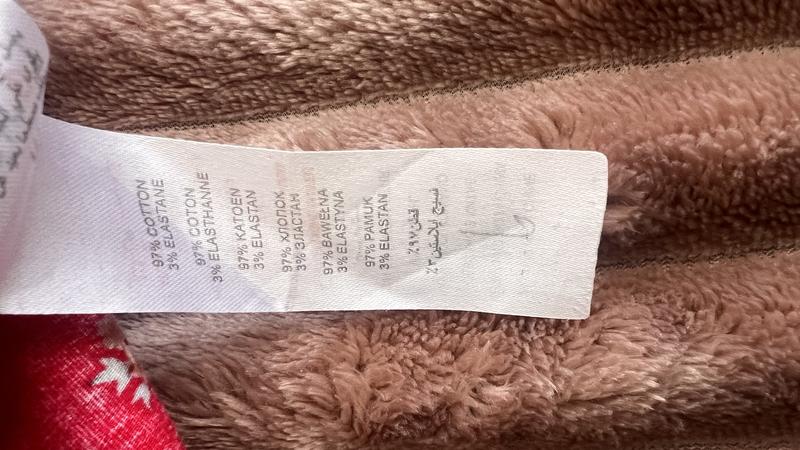 97% COTTON
3% ELASTANE
97% COTON
3% ELASTHANNE
97% KATOEN
3% ELASTAN
97% ХЛОПОК
3% ЭЛАСТАН
97% BAWEŁNA
3% ELASTYNA
97% PAMUK
3% ELASTAN
قطن ٩٧٪
نسيج ايلاستين ٣٪